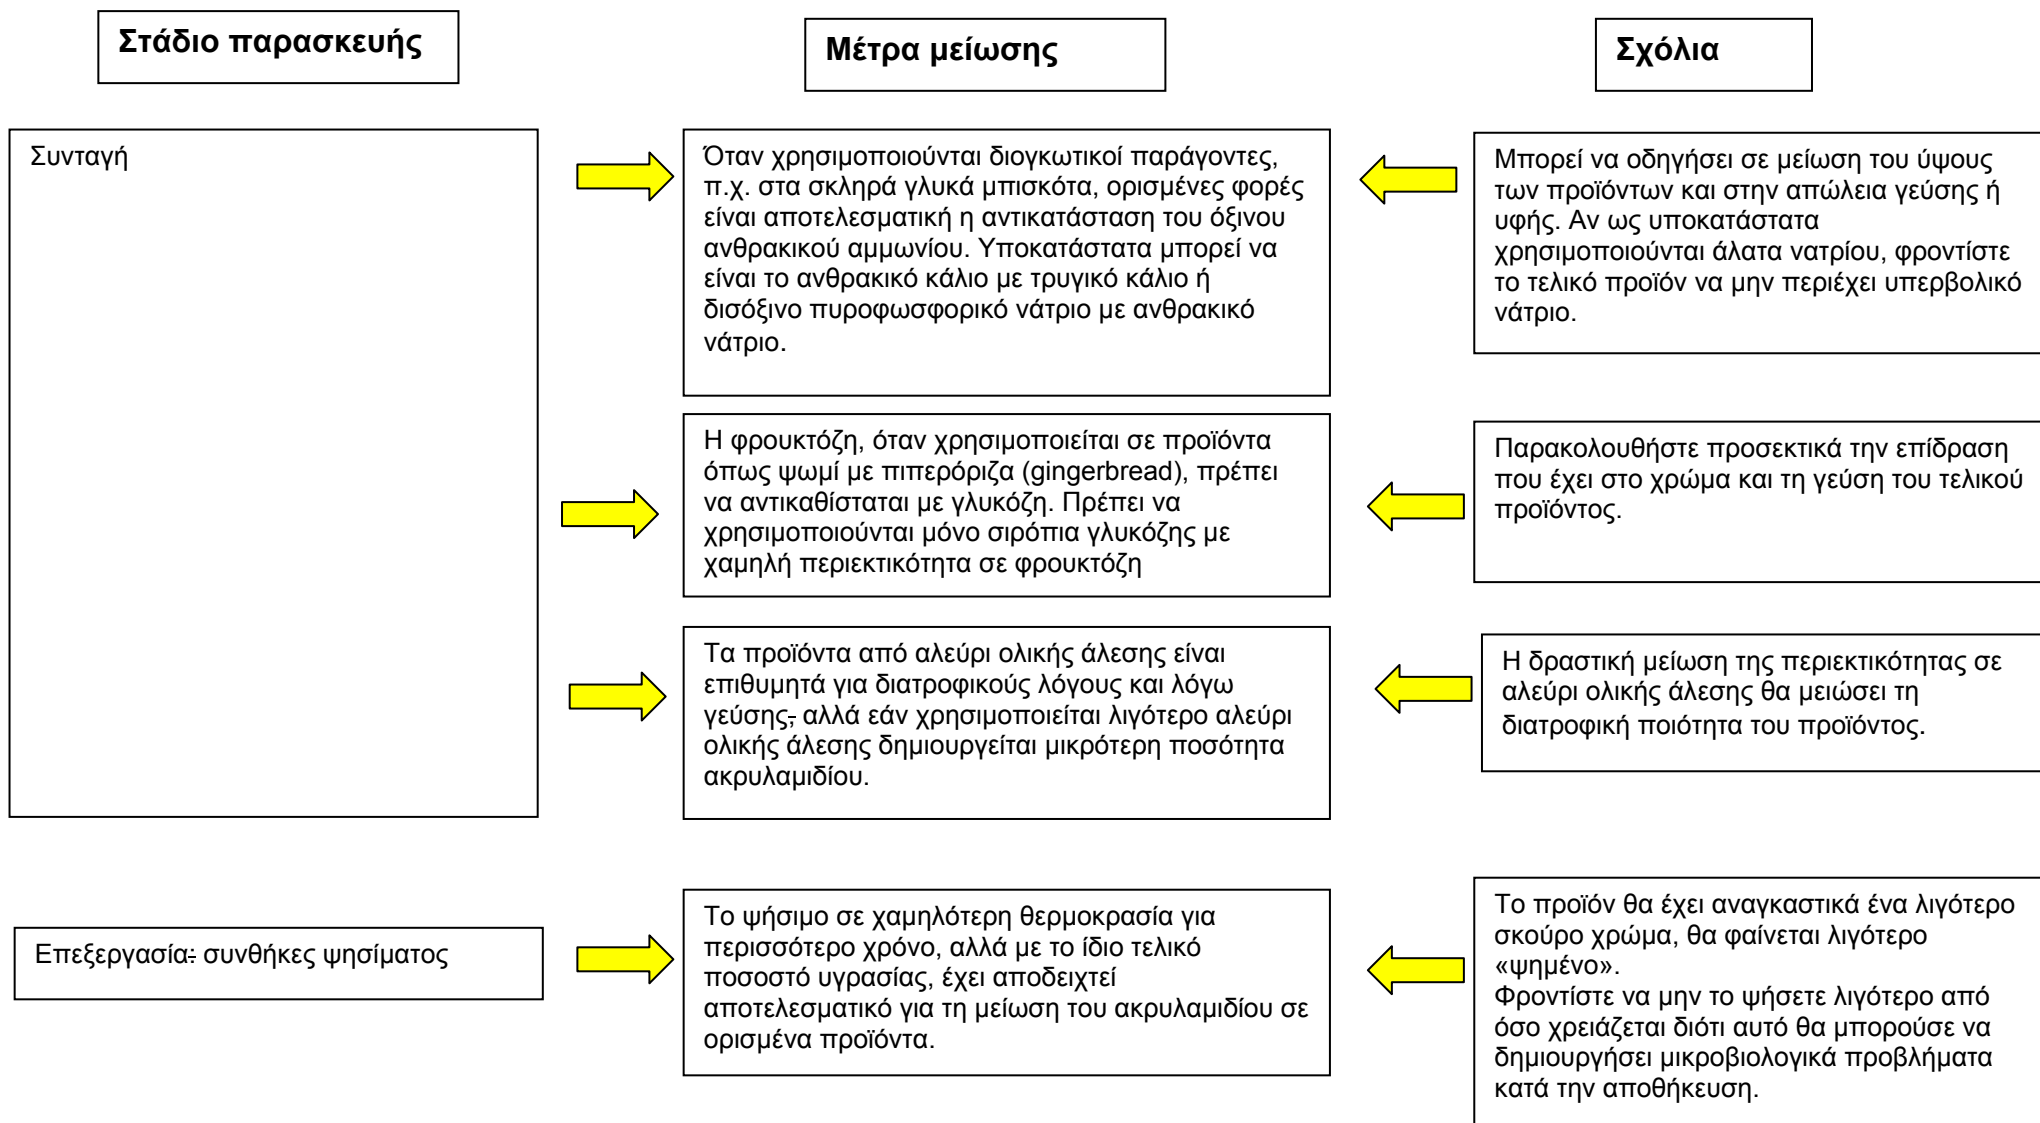 Στάδιο παρασκευής
Μέτρα μείωσης
Σχόλια
Συνταγή
Όταν χρησιμοποιούνται διογκωτικοί παράγοντες,
π.χ. στα σκληρά γλυκά μπισκότα, ορισμένες φορές
είναι αποτελεσματική η αντικατάσταση του όξινου
ανθρακικού αμμωνίου. Υποκατάστατα μπορεί να
είναι το ανθρακικό κάλιο με τρυγικό κάλιο ή
δισόξινο πυροφωσφορικό νάτριο με ανθρακικό
νάτριο.
Μπορεί να οδηγήσει σε μείωση του ύψους
των προϊόντων και στην απώλεια γεύσης ή
υφής. Αν ως υποκατάστατα
χρησιμοποιούνται άλατα νατρίου, φροντίστε
το τελικό προϊόν να μην περιέχει υπερβολικό
νάτριο.
Η φρουκτόζη, όταν χρησιμοποιείται σε προϊόντα
όπως ψωμί με πιπερόριζα (gingerbread), πρέπει
να αντικαθίσταται με γλυκόζη. Πρέπει να
χρησιμοποιούνται μόνο σιρόπια γλυκόζης με
χαμηλή περιεκτικότητα σε φρουκτόζη
Παρακολουθήστε προσεκτικά την επίδραση
που έχει στο χρώμα και τη γεύση του τελικού
προϊόντος.
Τα προϊόντα από αλεύρι ολικής άλεσης είναι
επιθυμητά για διατροφικούς λόγους και λόγω
γεύσης, αλλά εάν χρησιμοποιείται λιγότερο αλεύρι
ολικής άλεσης δημιουργείται μικρότερη ποσότητα
ακρυλαμιδίου.
Η δραστική μείωση της περιεκτικότητας σε
αλεύρι ολικής άλεσης θα μειώσει τη
διατροφική ποιότητα του προϊόντος.
Επεξεργασία: συνθήκες ψησίματος
Το ψήσιμο σε χαμηλότερη θερμοκρασία για
περισσότερο χρόνο, αλλά με το ίδιο τελικό
ποσοστό υγρασίας, έχει αποδειχτεί
αποτελεσματικό για τη μείωση του ακρυλαμιδίου σε
ορισμένα προϊόντα.
Το προϊόν θα έχει αναγκαστικά ένα λιγότερο
σκούρο χρώμα, θα φαίνεται λιγότερο
«ψημένο».
Φροντίστε να μην το ψήσετε λιγότερο από
όσο χρειάζεται διότι αυτό θα μπορούσε να
δημιουργήσει μικροβιολογικά προβλήματα
κατά την αποθήκευση.